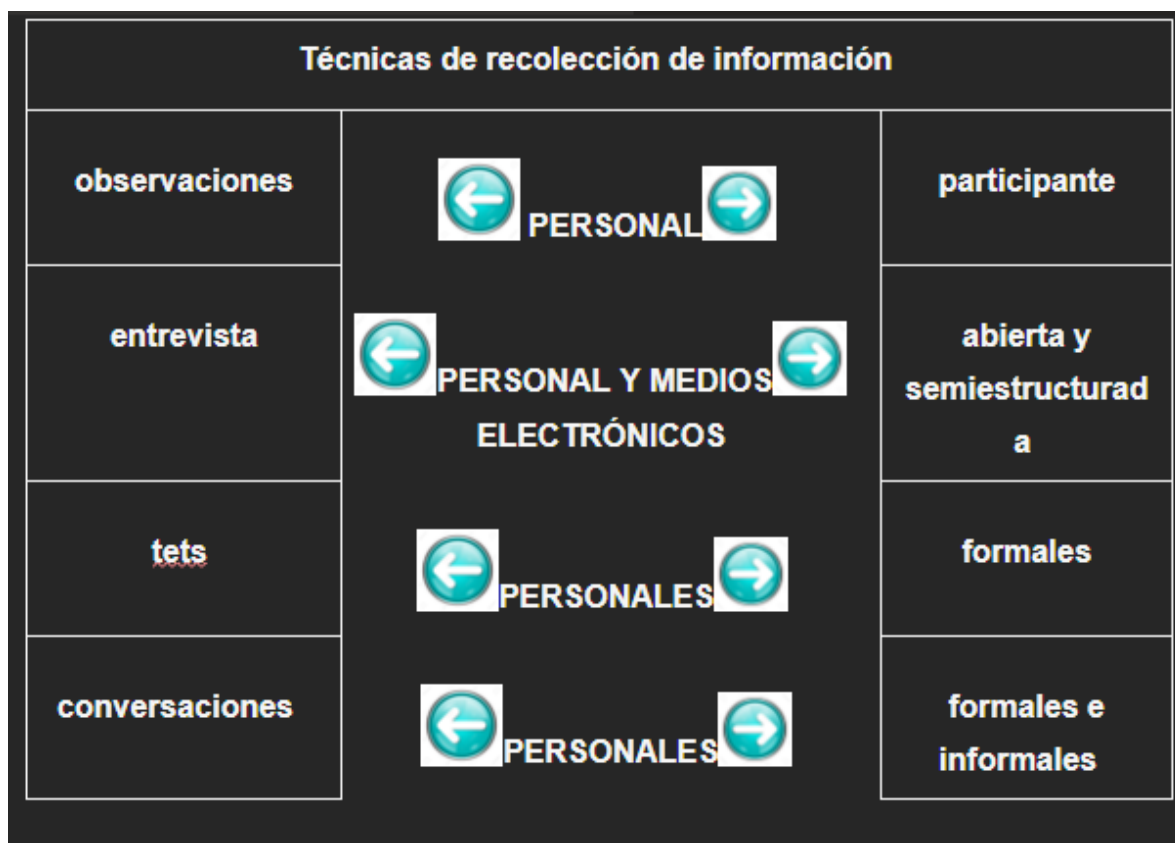 Técnicas de recolección de información
observaciones
PERSONAL
participante
entrevista
PERSONAL Y MEDIOS
ELECTRÓNICOS
abierta y
semiestructurad
a
tets
PERSONALES
formales
conversaciones
PERSONALES
formales e
informales